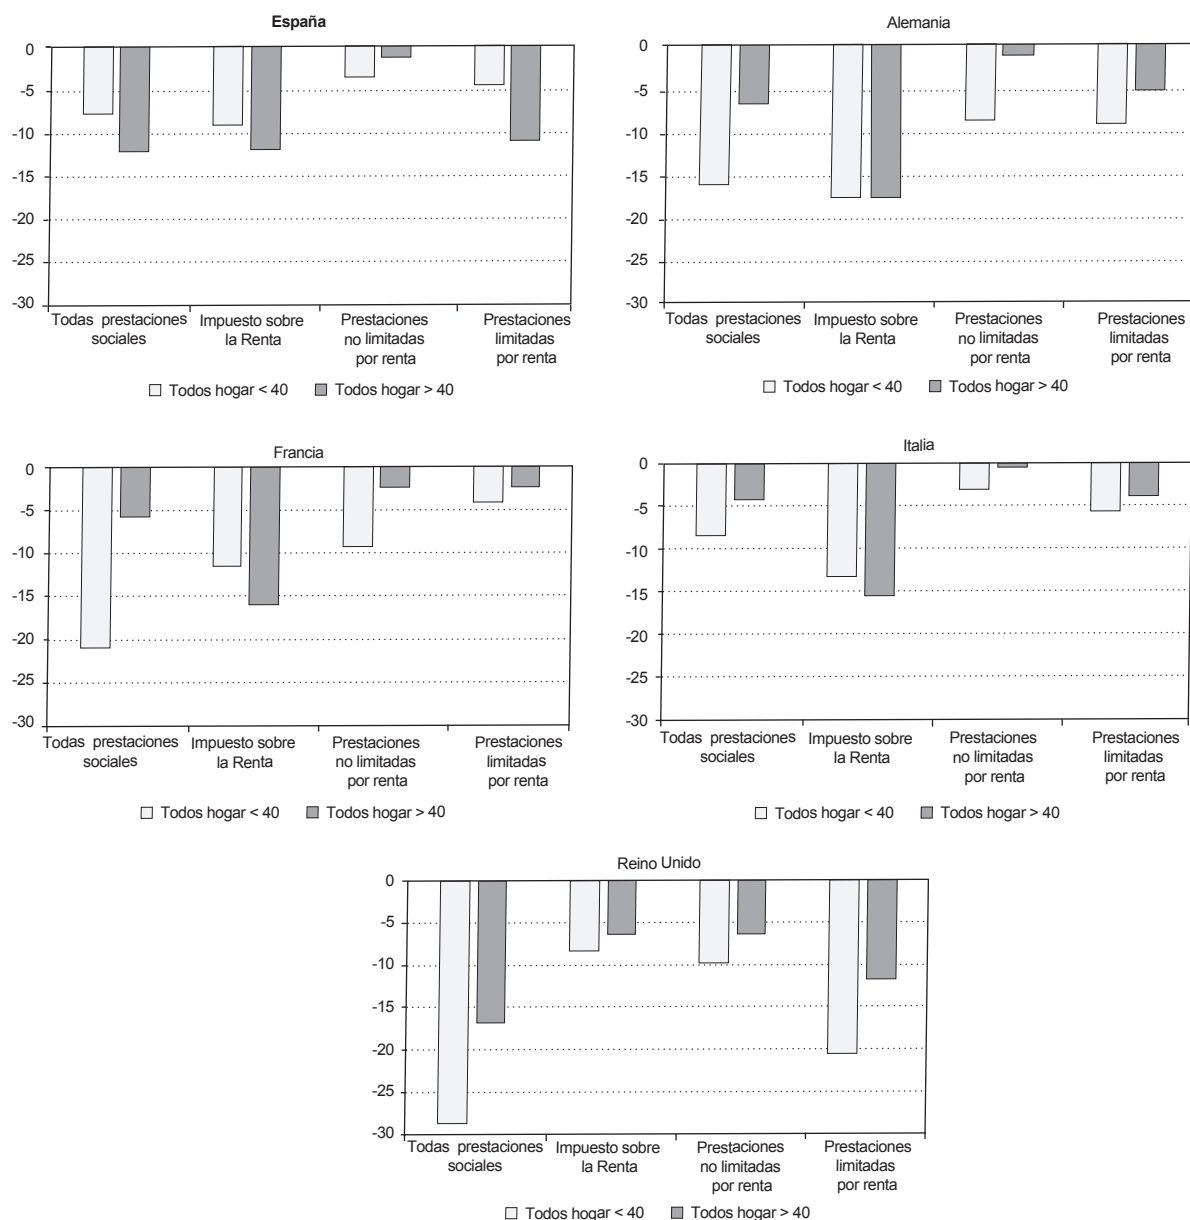 España
0
-5
-10
-15
-20
-25
-30
Todas prestaciones
sociales
Impuesto sobre
la Renta
Prestaciones
no limitadas
por renta
Prestaciones
limitadas
por renta
Todos hogar < 40
Todos hogar > 40
Alemania
0
-5
-10
-15
-20
-25
-30
Todas prestaciones
sociales
Impuesto sobre
la Renta
Prestaciones
no limitadas
por renta
Prestaciones
limitadas
por renta
Todos hogar < 40
Todos hogar > 40
Francia
0
-5
-10
-15
-20
-25
-30
Todas prestaciones
sociales
Impuesto sobre
la Renta
Prestaciones
no limitadas
por renta
Prestaciones
limitadas
por renta
Todos hogar < 40
Todos hogar > 40
Italia
0
-5
-10
-15
-20
-25
-30
Todas prestaciones
sociales
Impuesto sobre
la Renta
Prestaciones
no limitadas
por renta
Prestaciones
limitadas
por renta
Todos hogar < 40
Todos hogar > 40
Reino Unido
0
-5
-10
-15
-20
-25
-30
Todas prestaciones
sociales
Impuesto sobre
la Renta
Prestaciones
no limitadas
por renta
Prestaciones
limitadas
por renta
Todos hogar < 40
Todos hogar > 40